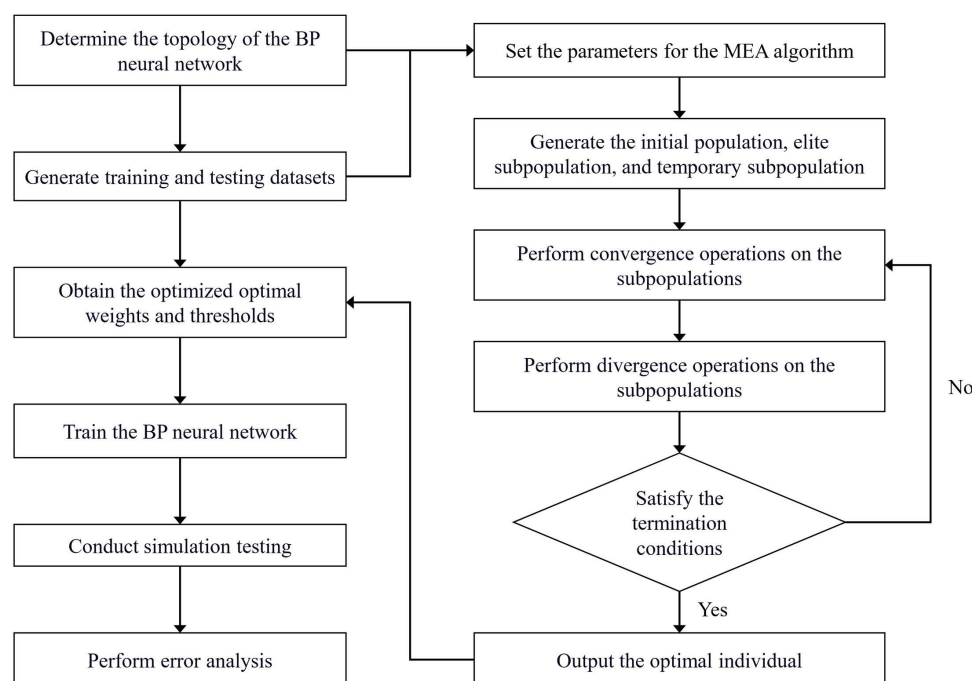 Determine the topology of the BP
neural network
Generate training and testing datasets
Obtain the optimized optimal
weights and thresholds
Train the BP neural network
Conduct simulation testing
Perform error analysis
Set the parameters for the MEA algorithm
Generate the initial population, elite
subpopulation, and temporary subpopulation
Perform convergence operations on the
subpopulations
Perform divergence operations on the
subpopulations
No
Satisfy the
termination
conditions
Yes
Output the optimal individual